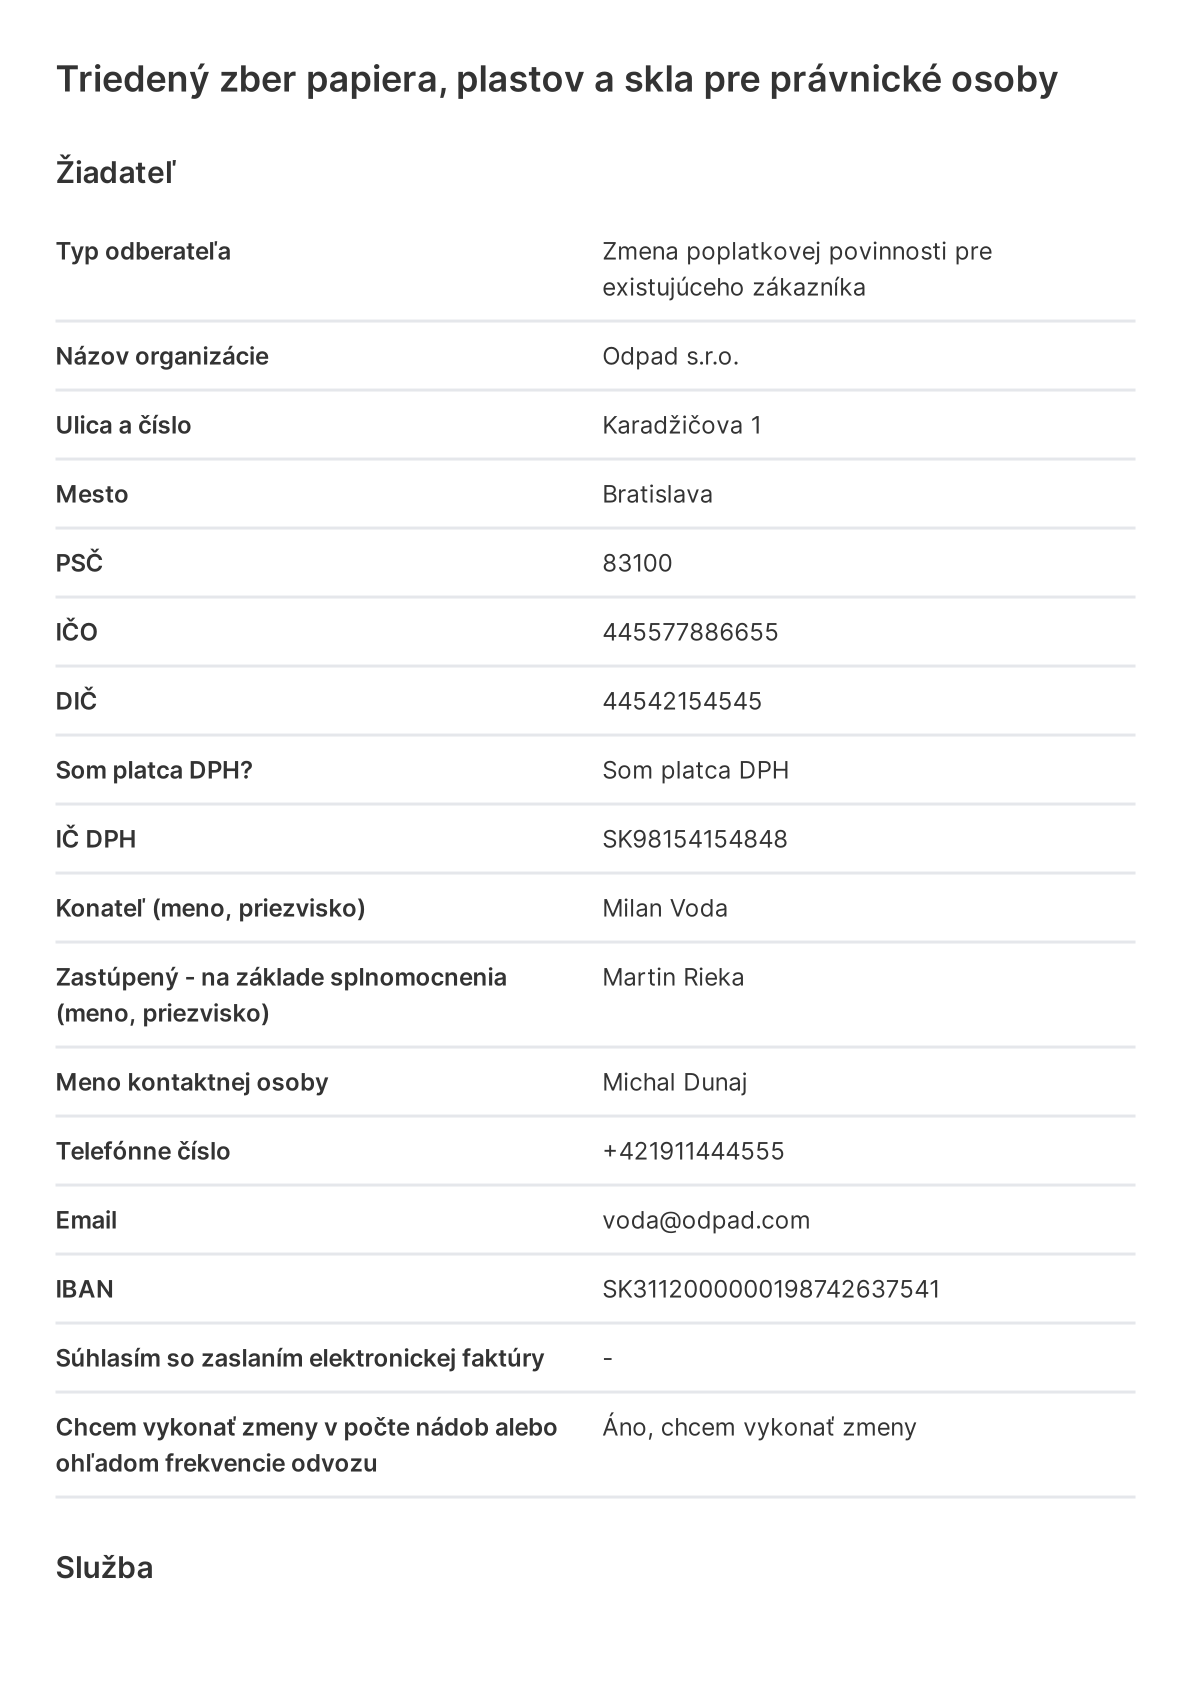 Triedený zber papiera, plastov a skla pre právnické osoby
Žiadateľ
Typ odberateľa
Zmena poplatkovej povinnosti pre
existujúceho zákazníka
Názov organizácie
Odpad s.r.o.
Ulica a číslo
Karadžičova 1
Mesto
Bratislava
PSČ
83100
IČO
445577886655
DIČ
44542154545
Som platca DPH?
Som platca DPH
IČ DPH
SK98154154848
Konateľ (meno, priezvisko)
Milan Voda
Zastúpený - na základe splnomocnenia
(meno, priezvisko)
Martin Rieka
Meno kontaktnej osoby
Michal Dunaj
Telefónne číslo
+421911444555
Email
voda@odpad.com
IBAN
SK3112000000198742637541
Súhlasím so zaslaním elektronickej faktúry
-
Chcem vykonať zmeny v počte nádob alebo
ohľadom frekvencie odvozu
Áno, chcem vykonať zmeny
Služba